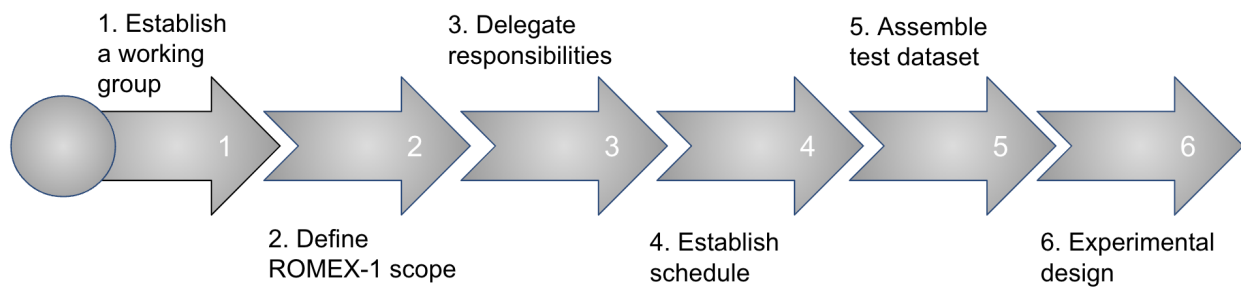 1. Establish
a working
group
3. Delegate
responsibilities
5. Assemble
test dataset
1
2
3
4
5
6
2. Define
ROMEX-1 scope
4. Establish
schedule
6. Experimental
design